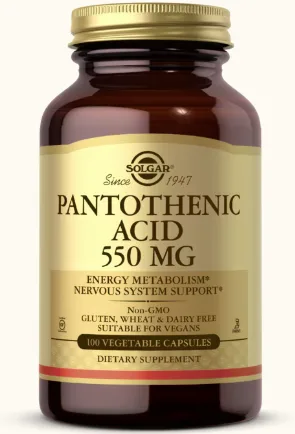 SOLGAR®
Since 1947
PANTOTHENIC
ACID
550 MG
ENERGY METABOLISM*
NERVOUS SYSTEM SUPPORT*
Non-GMO
GLUTEN, WHEAT & DAIRY FREE
SUITABLE FOR VEGANS
100 VEGETABLE CAPSULES
DIETARY SUPPLEMENT